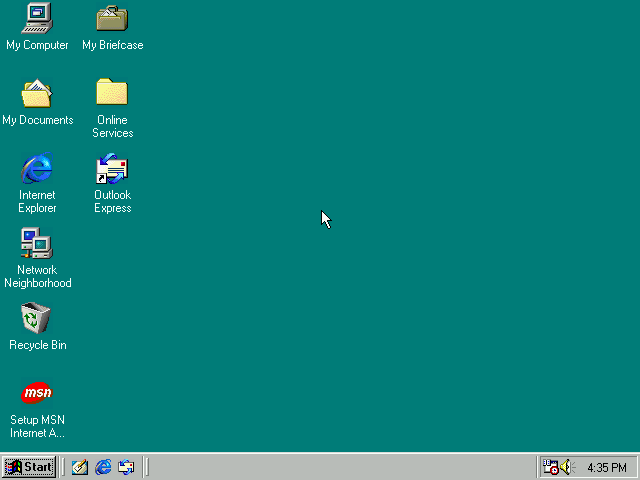 My Computer
My Briefcase
My Documents
Online
Services
Internet
Explorer
Outlook
Express
Network
Neighborhood
Recycle Bin
msn
Setup MSN
Internet A...
Start
4:35 PM